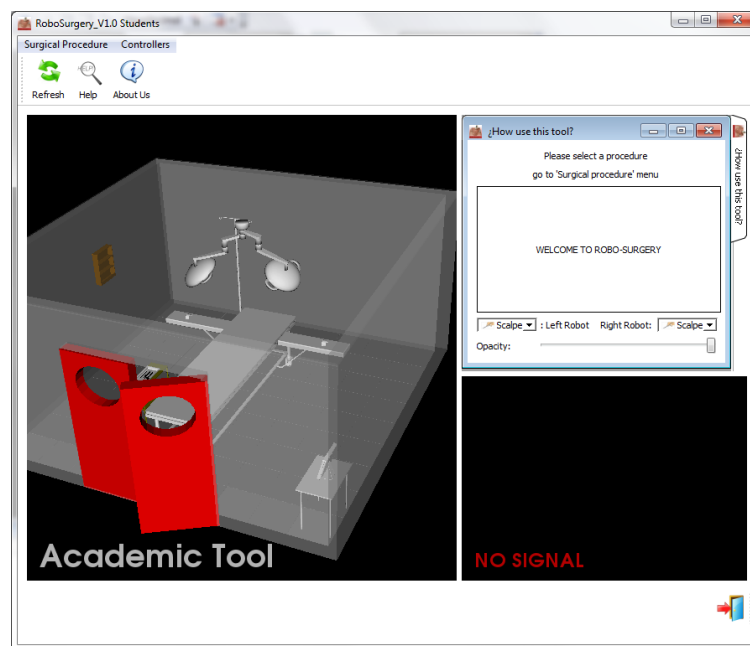 RoboSurgery_V1.0 Students
Surgical Procedure Controllers
HELP!
Refresh Help About Us
¿How use this tool?
Please select a procedure
go to 'Surgical procedure' menu
WELCOME TO ROBO-SURGERY
Scalpe : Left Robot Right Robot: Scalpe
Opacity:
¿How use this tool?
Academic Tool
NO SIGNAL